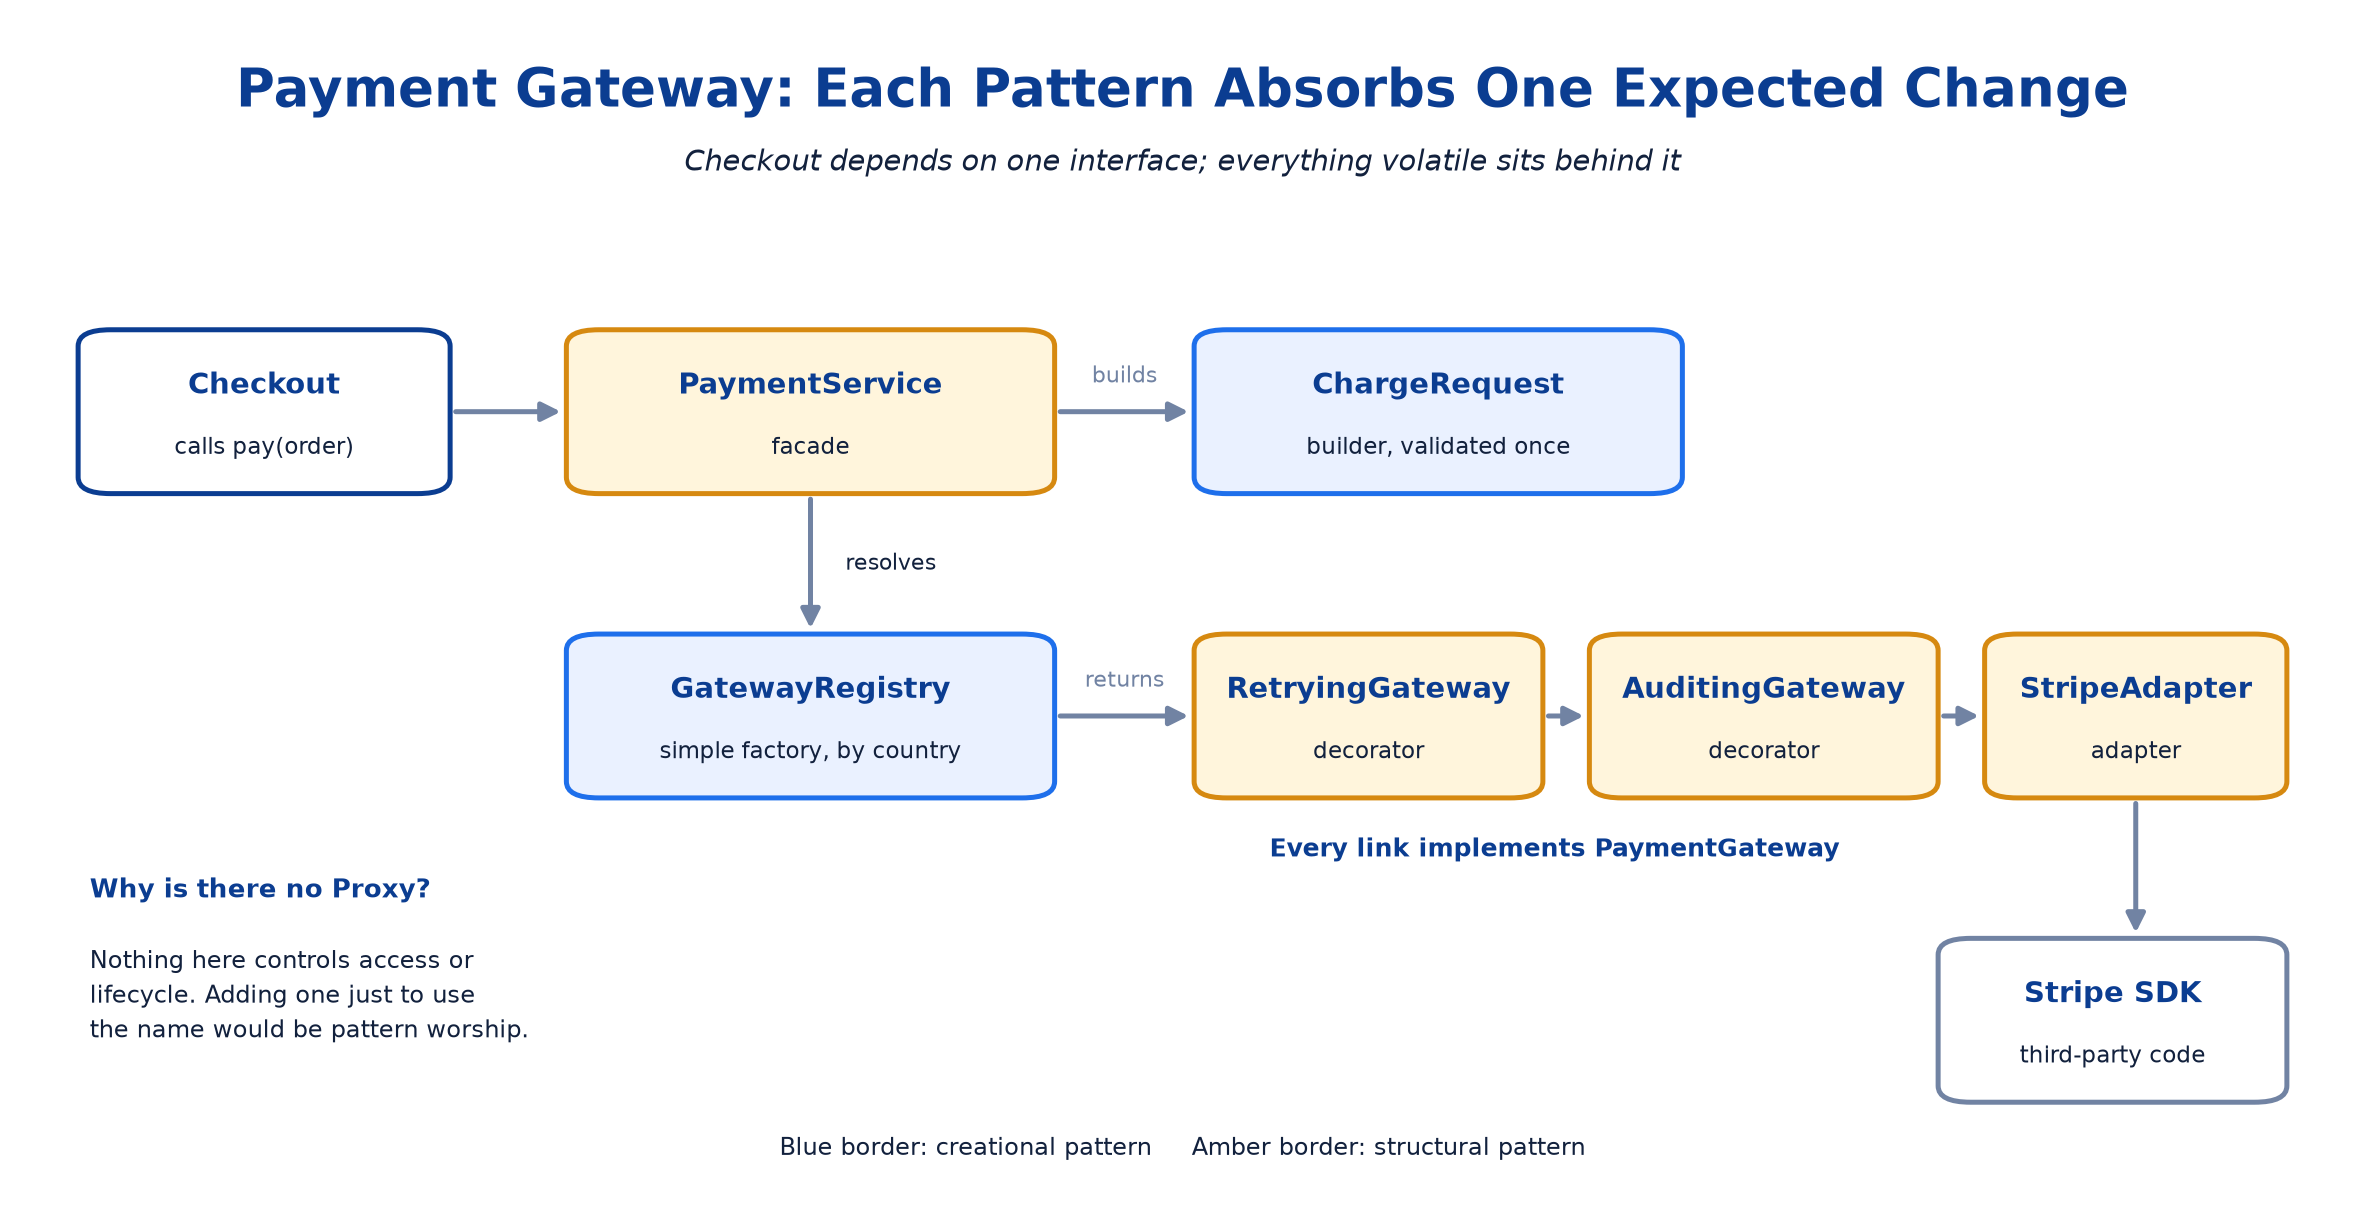 Payment Gateway: Each Pattern Absorbs One Expected Change
Checkout depends on one interface; everything volatile sits behind it
Checkout
calls pay(order)
PaymentService
facade
builds
ChargeRequest
builder, validated once
resolves
GatewayRegistry
simple factory, by country
returns
RetryingGateway
decorator
AuditingGateway
decorator
StripeAdapter
adapter
Every link implements PaymentGateway
Why is there no Proxy?
Nothing here controls access or
lifecycle. Adding one just to use
the name would be pattern worship.
Stripe SDK
third-party code
Blue border: creational pattern
Amber border: structural pattern